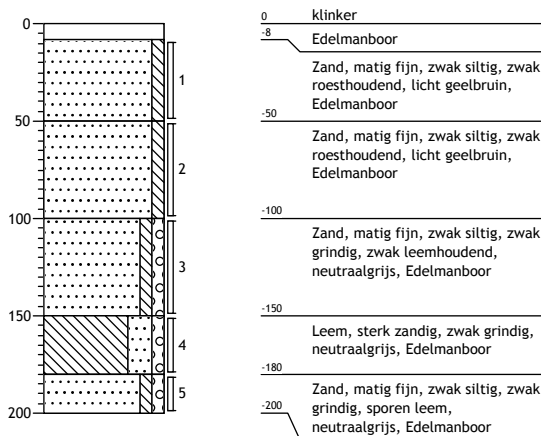 0
50
100
150
200
1
2
3
4
5
0 klinker
-8 Edelmanboor
Zand, matig fijn, zwak siltig, zwak
roesthoudend, licht geelbruin,
Edelmanboor
-50
Zand, matig fijn, zwak siltig, zwak
roesthoudend, licht geelbruin,
Edelmanboor
-100
Zand, matig fijn, zwak siltig, zwak
grindig, zwak leemhoudend,
neutraalgrijs, Edelmanboor
-150
Leem, sterk zandig, zwak grindig,
neutraalgrijs, Edelmanboor
-180
Zand, matig fijn, zwak siltig, zwak
grindig, sporen leem,
neutraalgrijs, Edelmanboor
-200